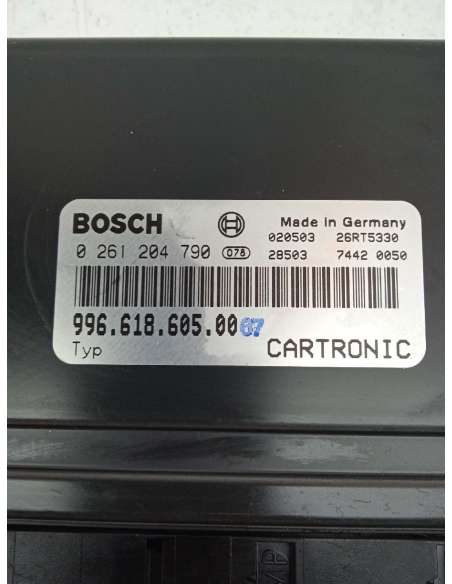 BOSCH Made in Germany
020503 26RT5330
0 261 204 790 078 28503 7442 0050
996.618.605.00 07
Typ CARTRONIC